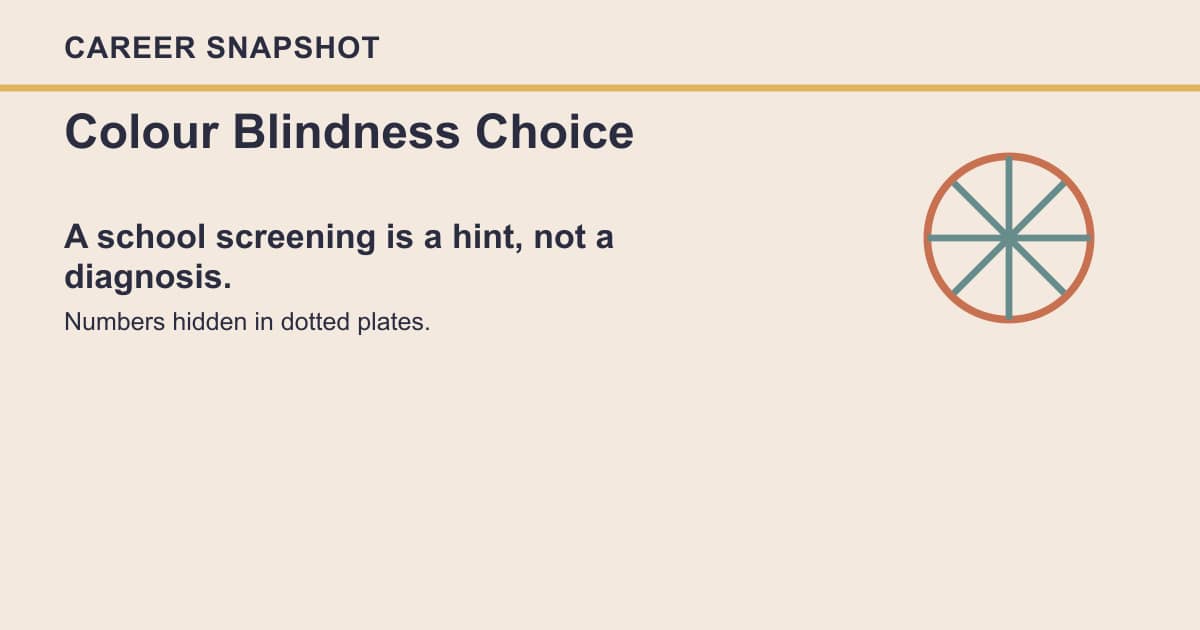 CAREER SNAPSHOT
Colour Blindness Choice
A school screening is a hint, not a
diagnosis.
Numbers hidden in dotted plates.